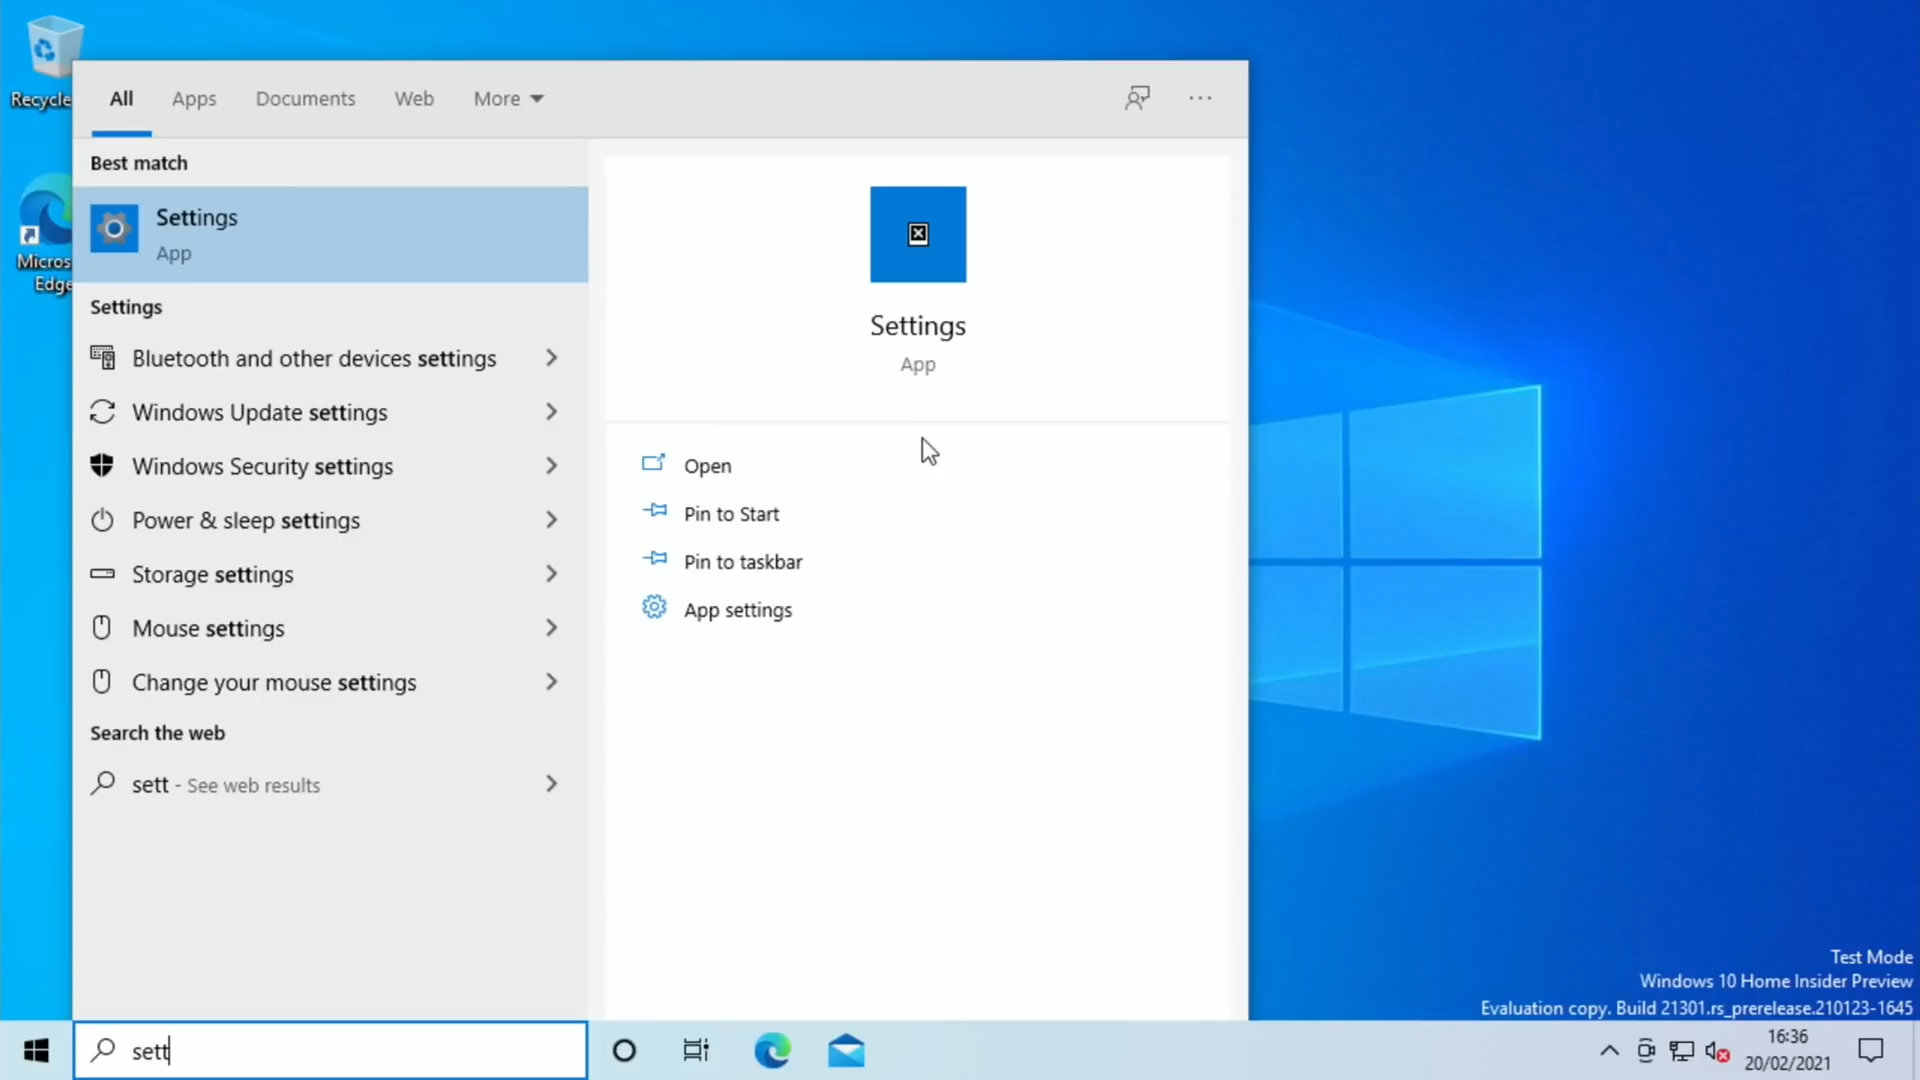 Recycle
Micros
Edge
All
Apps
Documents
Web
More
Best match
Settings
App
Settings
Bluetooth and other devices settings
Windows Update settings
Windows Security settings
Power & sleep settings
Storage settings
Mouse settings
Change your mouse settings
Search the web
sett - See web results
Settings
App
Open
Pin to Start
Pin to taskbar
App settings
Test Mode
Windows 10 Home Insider Preview
Evaluation copy. Build 21301.rs_prerelease.210123-1645
sett
16:36
20/02/2021